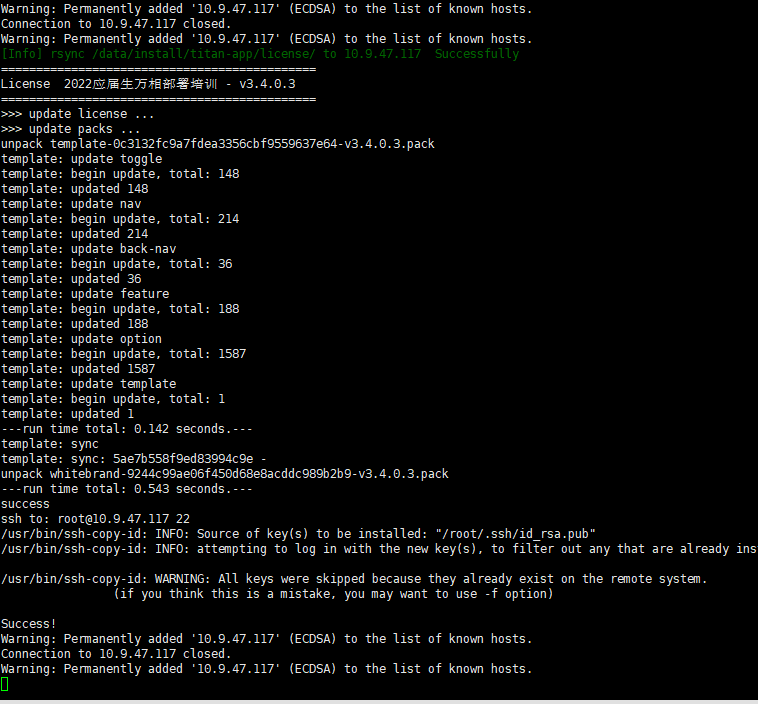 Warning: Permanently added '10.9.47.117' (ECDSA) to the list of known hosts.
Connection to 10.9.47.117 closed.
Warning: Permanently added '10.9.47.117' (ECDSA) to the list of known hosts.
[Info] rsync /data/install/titan-app/license/ to 10.9.47.117  Successfully
=============================================
License  2022应届生万相部署培训 - v3.4.0.3
=============================================
>>> update license ...
>>> update packs ...
unpack template-0c3132fc9a7fdea3356cbf9559637e64-v3.4.0.3.pack
template: update toggle
template: begin update, total: 148
template: updated 148
template: update nav
template: begin update, total: 214
template: updated 214
template: update back-nav
template: begin update, total: 36
template: updated 36
template: update feature
template: begin update, total: 188
template: updated 188
template: update option
template: begin update, total: 1587
template: updated 1587
template: update template
template: begin update, total: 1
template: updated 1
---run time total: 0.142 seconds.---
template: sync
template: sync: 5ae7b558f9ed83994c9e -
unpack whitebrand-9244c99ae06f450d68e8acddc989b2b9-v3.4.0.3.pack
---run time total: 0.543 seconds.---
success
ssh to: root@10.9.47.117 22
/usr/bin/ssh-copy-id: INFO: Source of key(s) to be installed: "/root/.ssh/id_rsa.pub"
/usr/bin/ssh-copy-id: INFO: attempting to log in with the new key(s), to filter out any that are already ins
/usr/bin/ssh-copy-id: WARNING: All keys were skipped because they already exist on the remote system.
(if you think this is a mistake, you may want to use -f option)
Success!
Warning: Permanently added '10.9.47.117' (ECDSA) to the list of known hosts.
Connection to 10.9.47.117 closed.
Warning: Permanently added '10.9.47.117' (ECDSA) to the list of known hosts.